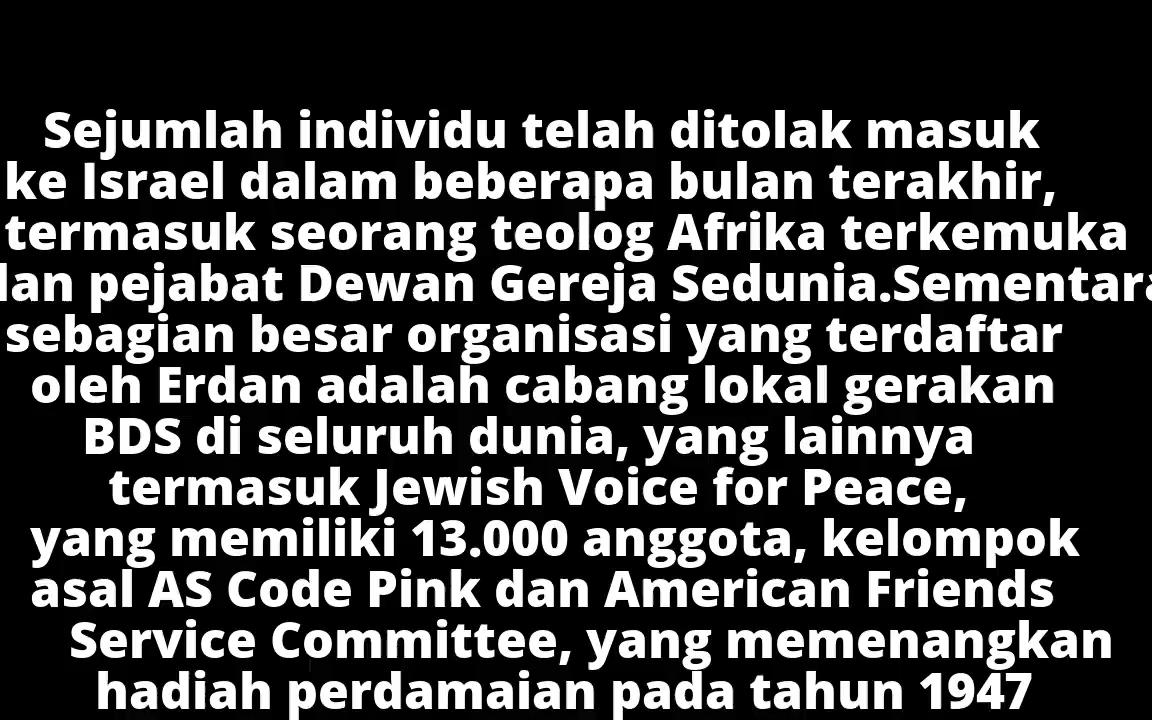 Sejumlah individu telah ditolak masuk
ke Israel dalam beberapa bulan terakhir,
termasuk seorang teolog Afrika terkemuka
dan pejabat Dewan Gereja Sedunia.Sementara
sebagian besar organisasi yang terdaftar
oleh Erdan adalah cabang lokal gerakan
BDS di seluruh dunia, yang lainnya
termasuk Jewish Voice for Peace,
yang memiliki 13.000 anggota, kelompok
asal AS Code Pink dan American Friends
Service Committee, yang memenangkan
hadiah perdamaian pada tahun 1947